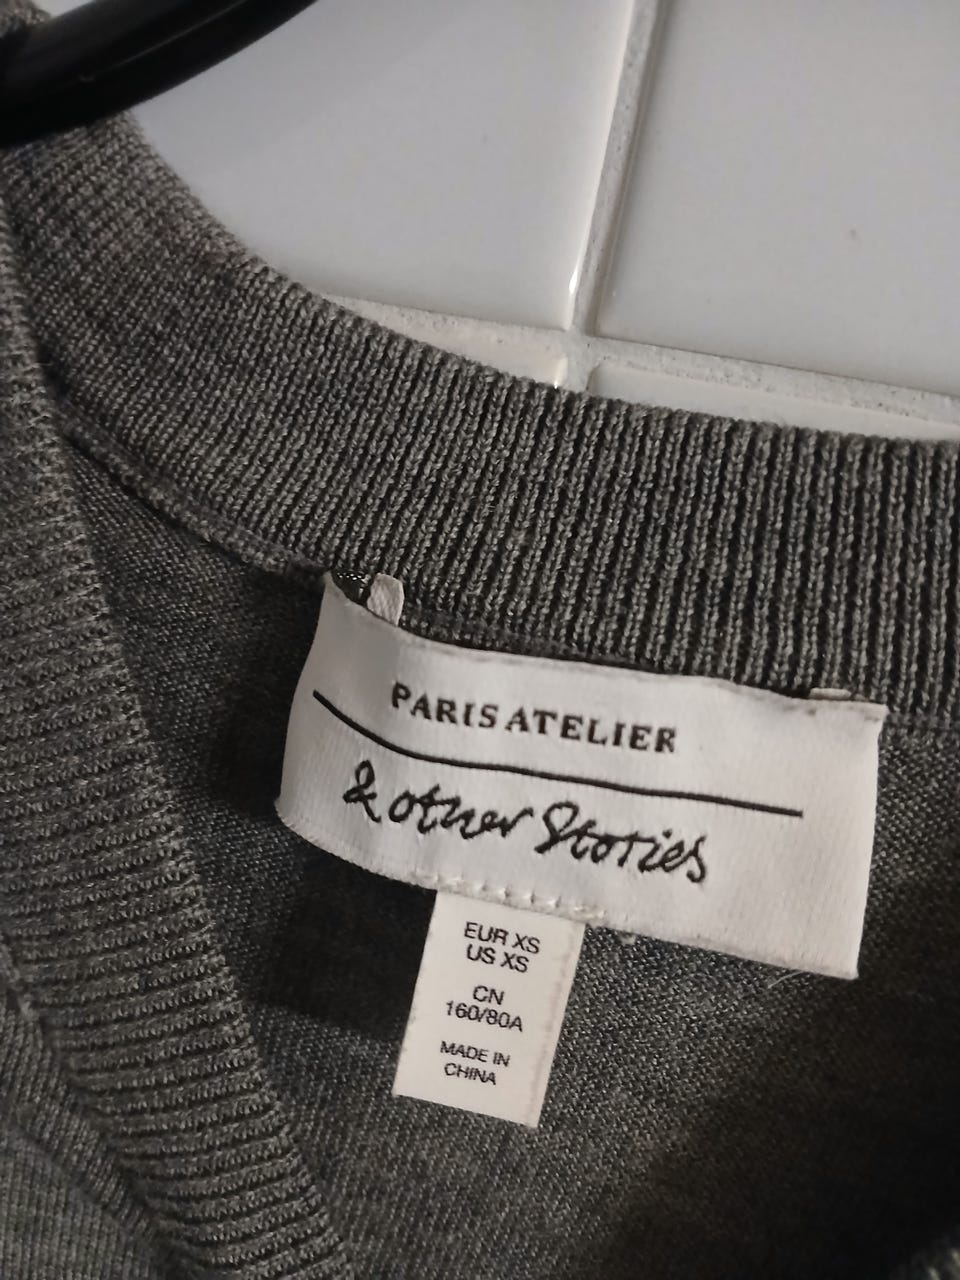 PARIS ATELIER
& other Stories
EUR XS
US XS
CN
160/80A
MADE IN
CHINA